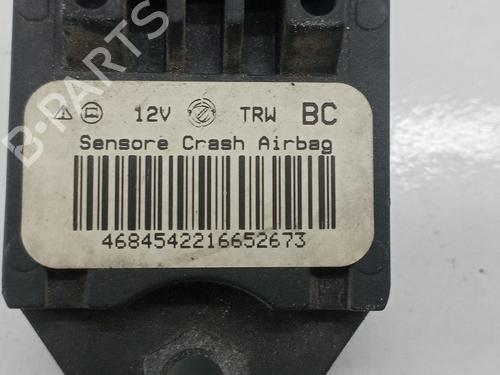 B-PARTS
12V TRW BC
Sensore Crash Airbag
4684542216652673